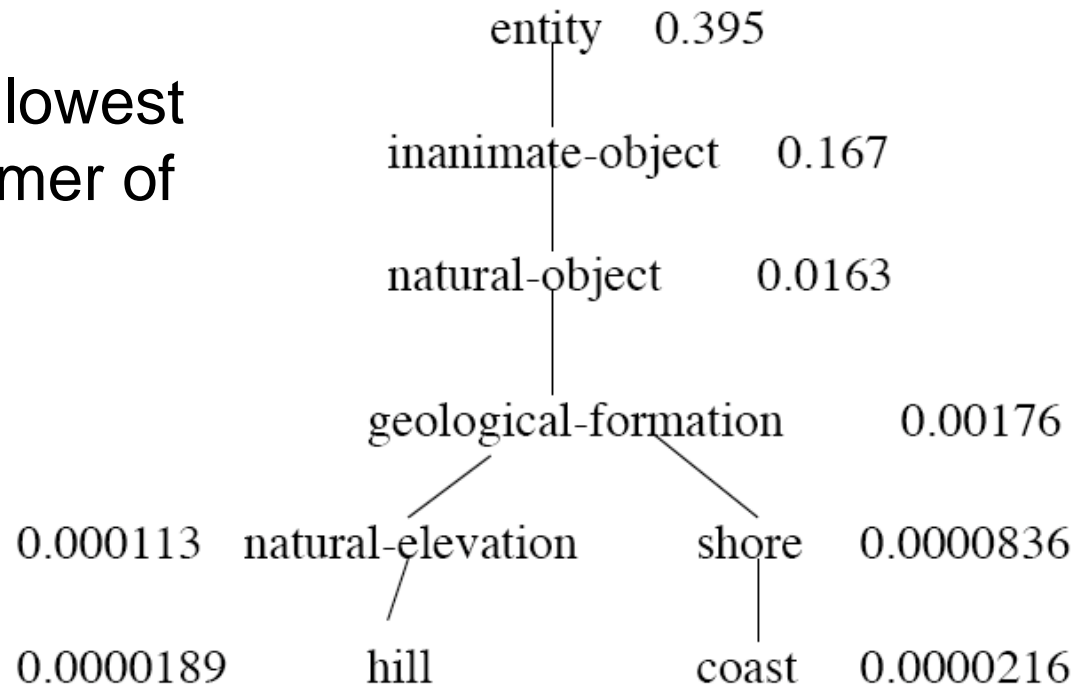 entity 0.395
lowest
inanimate-object 0.167
mer of
natural-object 0.0163
geological-formation 0.00176
0.000113 natural-elevation shore 0.0000836
0.0000189 hill coast 0.0000216